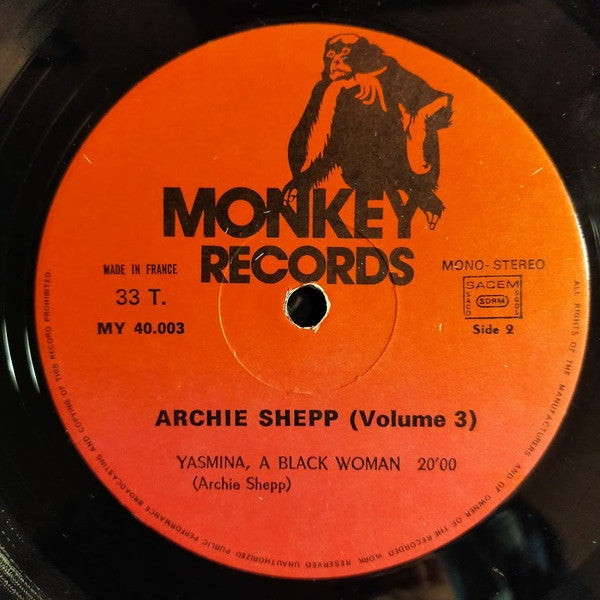 MONKEY
RECORDS
MADE IN FRANCE
33 T.
MY 40.003
MONO-STEREO
SACEM
SACD
SDRM
SGDL
Side 2
ARCHIE SHEPP (Volume 3)
YASMINA, A BLACK WOMAN 20'00
(Archie Shepp)
ALL RIGHTS OF THE MANUFACTURERS AND OF OWNER OF THE RECORDED WORK RESERVED UNAUTHORIZED PUBLIC PERFORMANCE BROADCASTING AND COPYING OF THIS RECORD PROHIBITED.